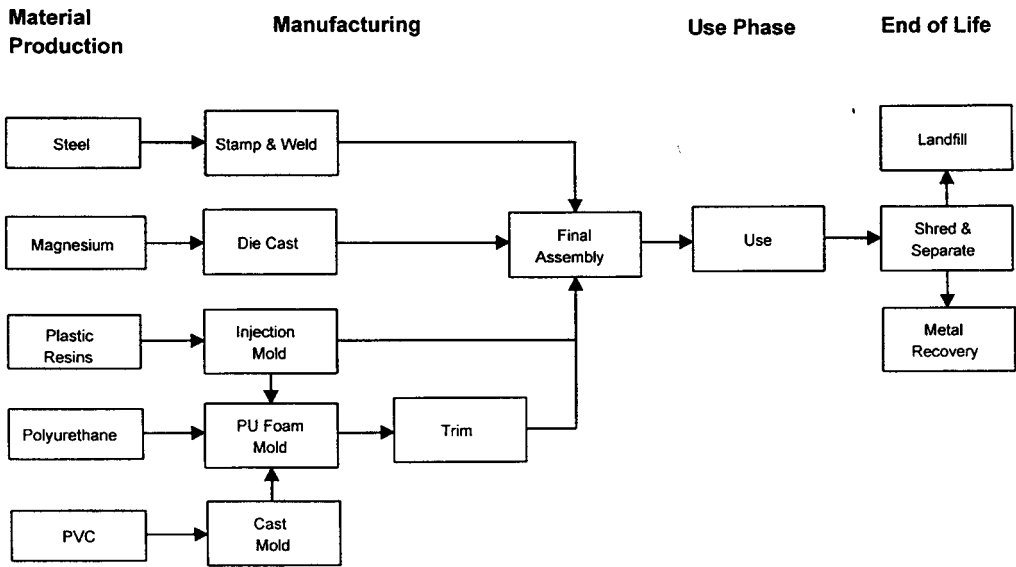 Material
Production
Manufacturing
Use Phase
End of Life
Steel
Stamp & Weld
Landfill
Magnesium
Die Cast
Final
Assembly
Use
Shred &
Separate
Plastic
Resins
Injection
Mold
Metal
Recovery
Polyurethane
PU Foam
Mold
Trim
PVC
Cast
Mold